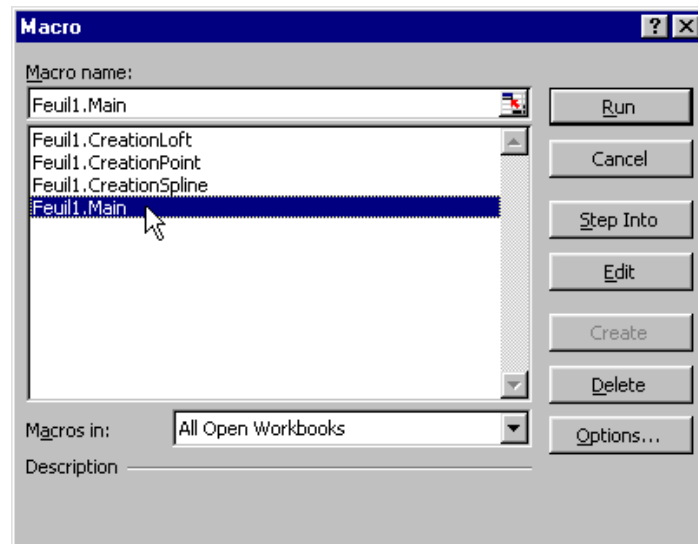 Macro
Macro name:
Feuil1.Main
Run
Feuil1.CreationLoft
Feuil1.CreationPoint
Feuil1.CreationSpline
Feuil1.Main
Cancel
Step Into
Edit
Create
Delete
Macros in:
All Open Workbooks
Options...
Description